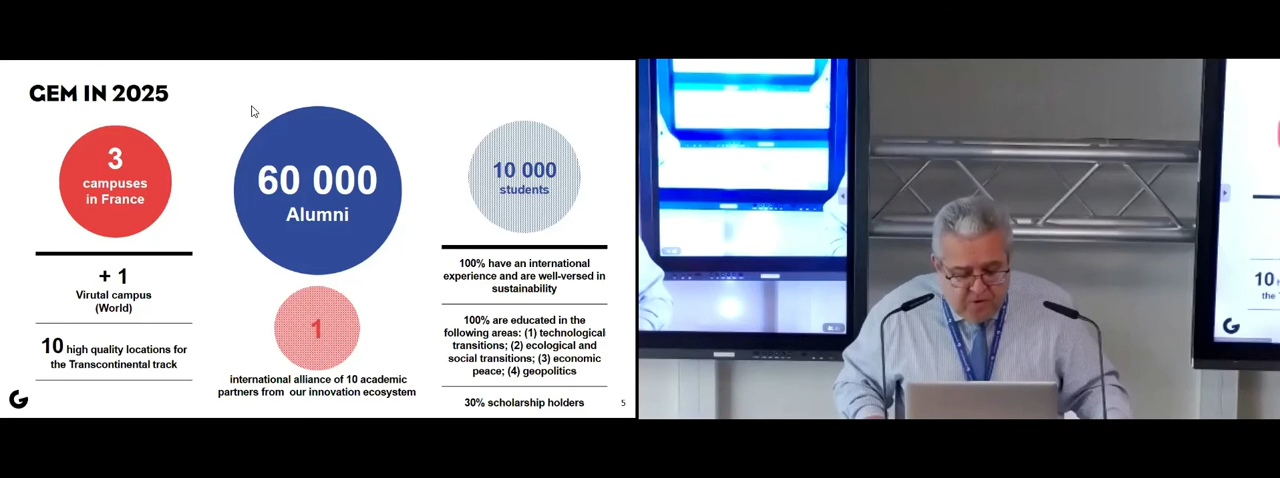 GEM IN 2025
3
campuses
in France
+ 1
Virutal campus
(World)
10 high quality locations for
the Transcontinental track
60 000
Alumni
1
international alliance of 10 academic
partners from our innovation ecosystem
10 000
students
100% have an international
experience and are well-versed in
sustainability
100% are educated in the
following areas: (1) technological
transitions; (2) ecological and
social transitions; (3) economic
peace; (4) geopolitics
30% scholarship holders
5
10
the